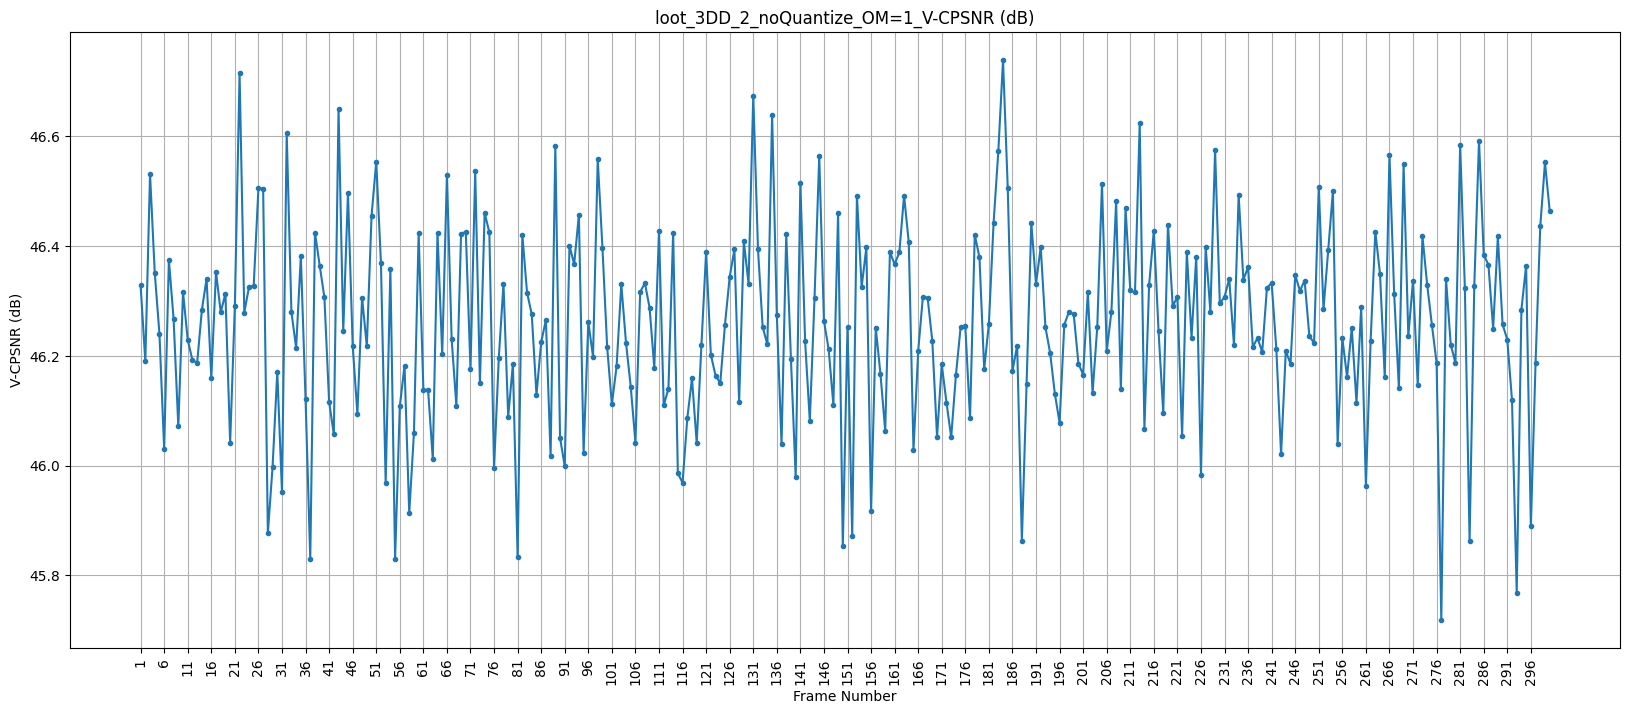 loot_3DD_2_noQuantize_OM=1_V-CPSNR (dB)
V-CPSNR (dB)
46.6
46.4
46.2
46.0
45.8
1 6 11 16 21 26 31 36 41 46 51 56 61 66 71 76 81 86 91 96 101 106 111 116 121 126 131 136 141 146 151 156 161 166 171 176 181 186 191 196 201 206 211 216 221 226 231 236 241 246 251 256 261 266 271 276 281 286 291 296
Frame Number